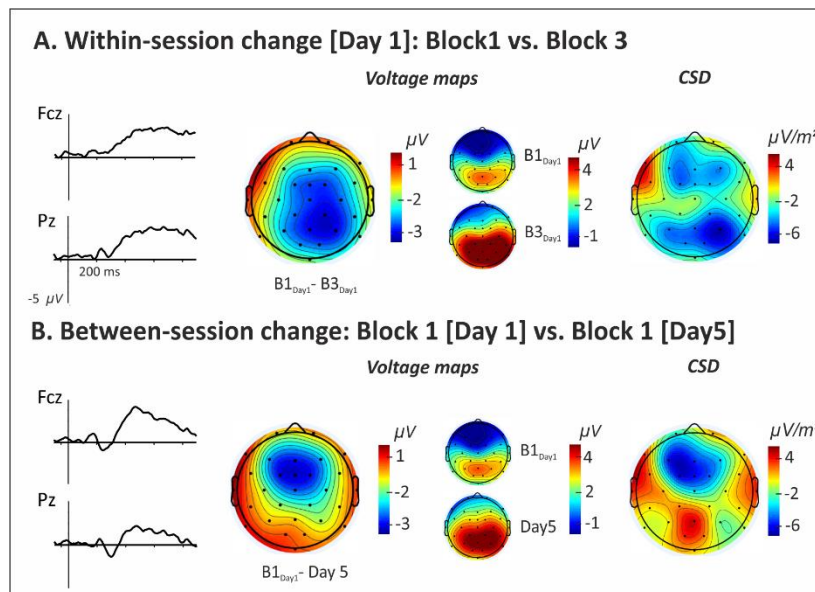 A. Within-session change [Day 1]: Block1 vs. Block 3
Voltage maps
CSD
Fcz
Pz
200 ms
-5 µV
µV
1
-2
-3
B1Day1- B3Day1
B1Day1
B3Day1
µV
4
2
-1
µV/m²
4
-2
-6
B. Between-session change: Block 1 [Day 1] vs. Block 1 [Day5]
Voltage maps
CSD
Fcz
Pz
µV
1
-2
-3
B1Day1- Day 5
B1Day1
Day5
µV
4
2
-1
µV/m
4
-2
-6